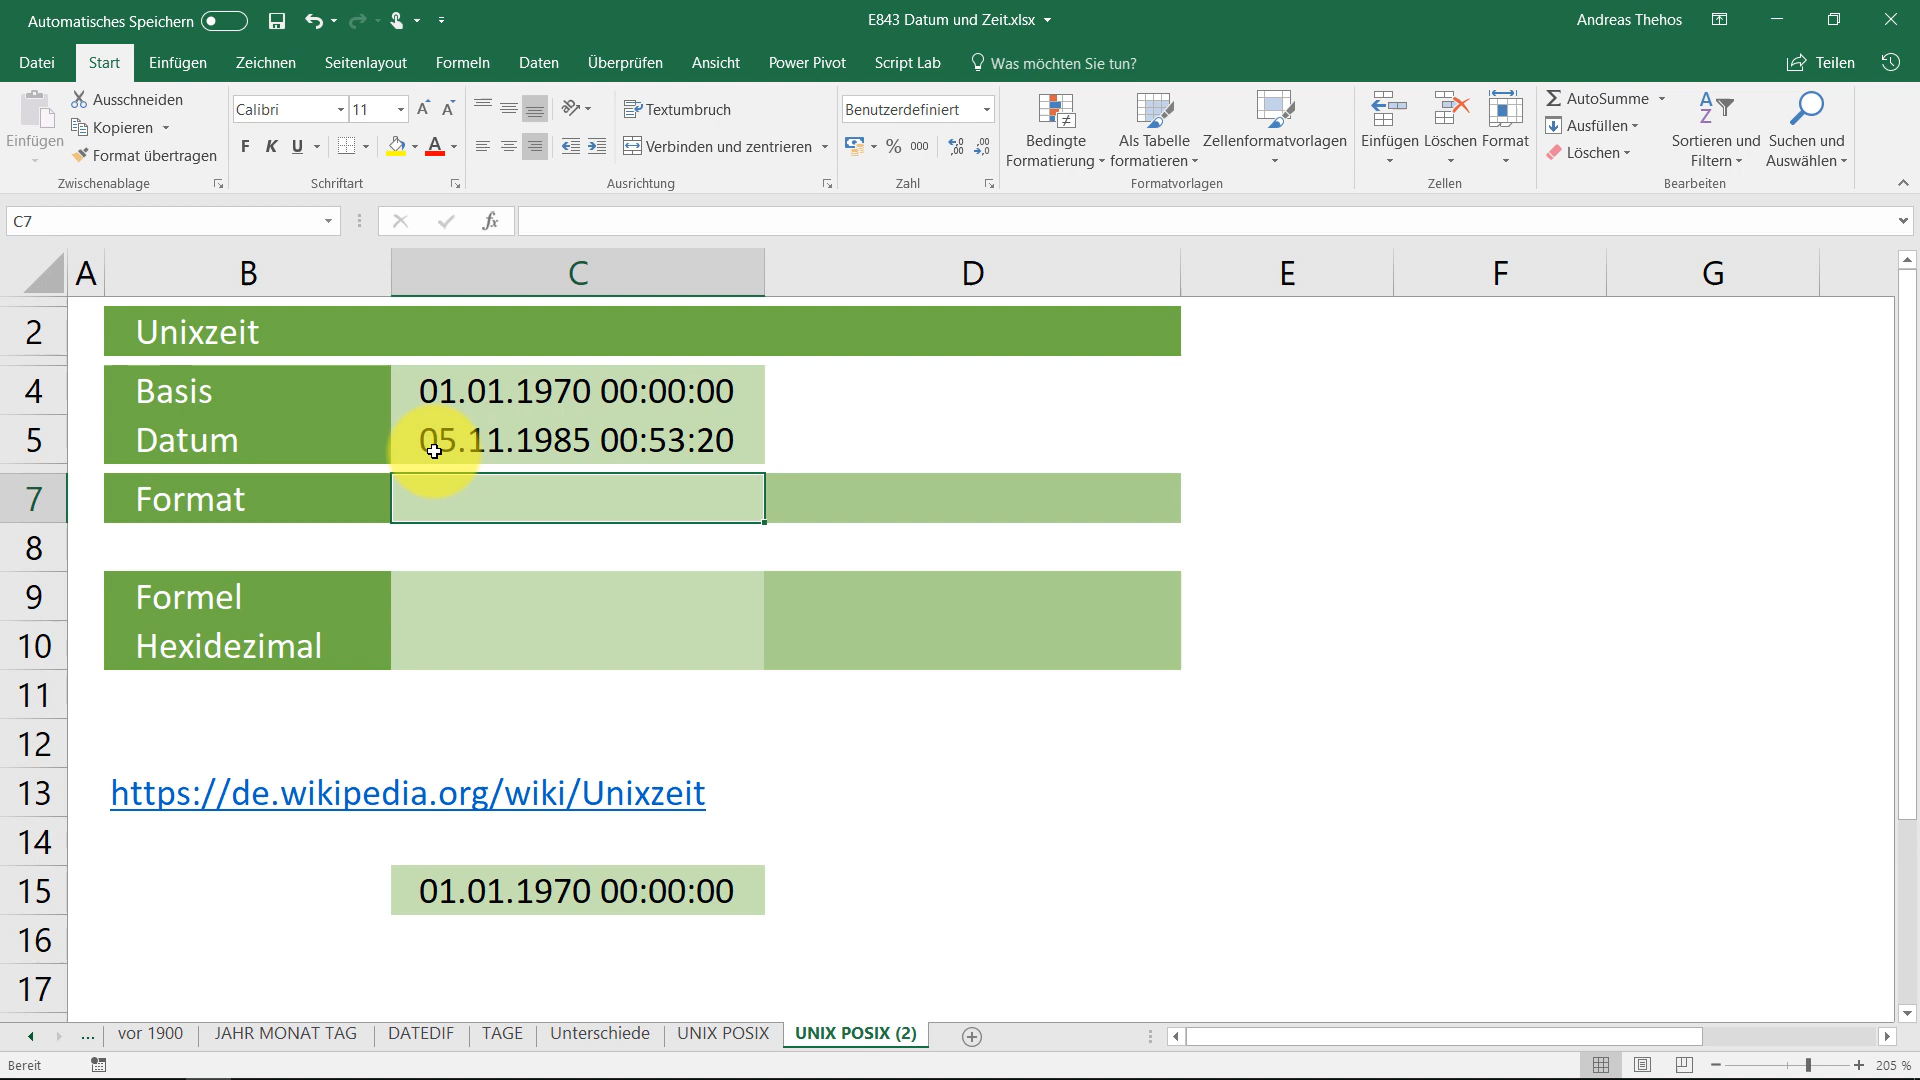 Automatisches Speichern
E843 Datum und Zeit.xlsx
Andreas Thehos
Datei Start Einfügen Zeichnen Seitenlayout Formeln Daten Überprüfen Ansicht Power Pivot Script Lab Was möchten Sie tun? Teilen
Einfügen
Ausschneiden
Kopieren
Format übertragen
Zwischenablage
Calibri 11
F K U
Schriftart
Textumbruch
Verbinden und zentrieren
Ausrichtung
Benutzerdefiniert
% 000
Zahl
Bedingte Formatierung
Als Tabelle formatieren
Zellenformatvorlagen
Formatvorlagen
Einfügen Löschen Format
Zellen
AutoSumme
Ausfüllen
Löschen
Sortieren und Filtern
Suchen und Auswählen
Bearbeiten
C7
fx
A B C D E F G
2 Unixzeit
4 Basis 01.01.1970 00:00:00
5 Datum 05.11.1985 00:53:20
7 Format
8
9 Formel
10 Hexidezimal
11
12
13 https://de.wikipedia.org/wiki/Unixzeit
14
15 01.01.1970 00:00:00
16
17
... vor 1900 JAHR MONAT TAG DATEDIF TAGE Unterschiede UNIX POSIX UNIX POSIX (2)
Bereit
205 %